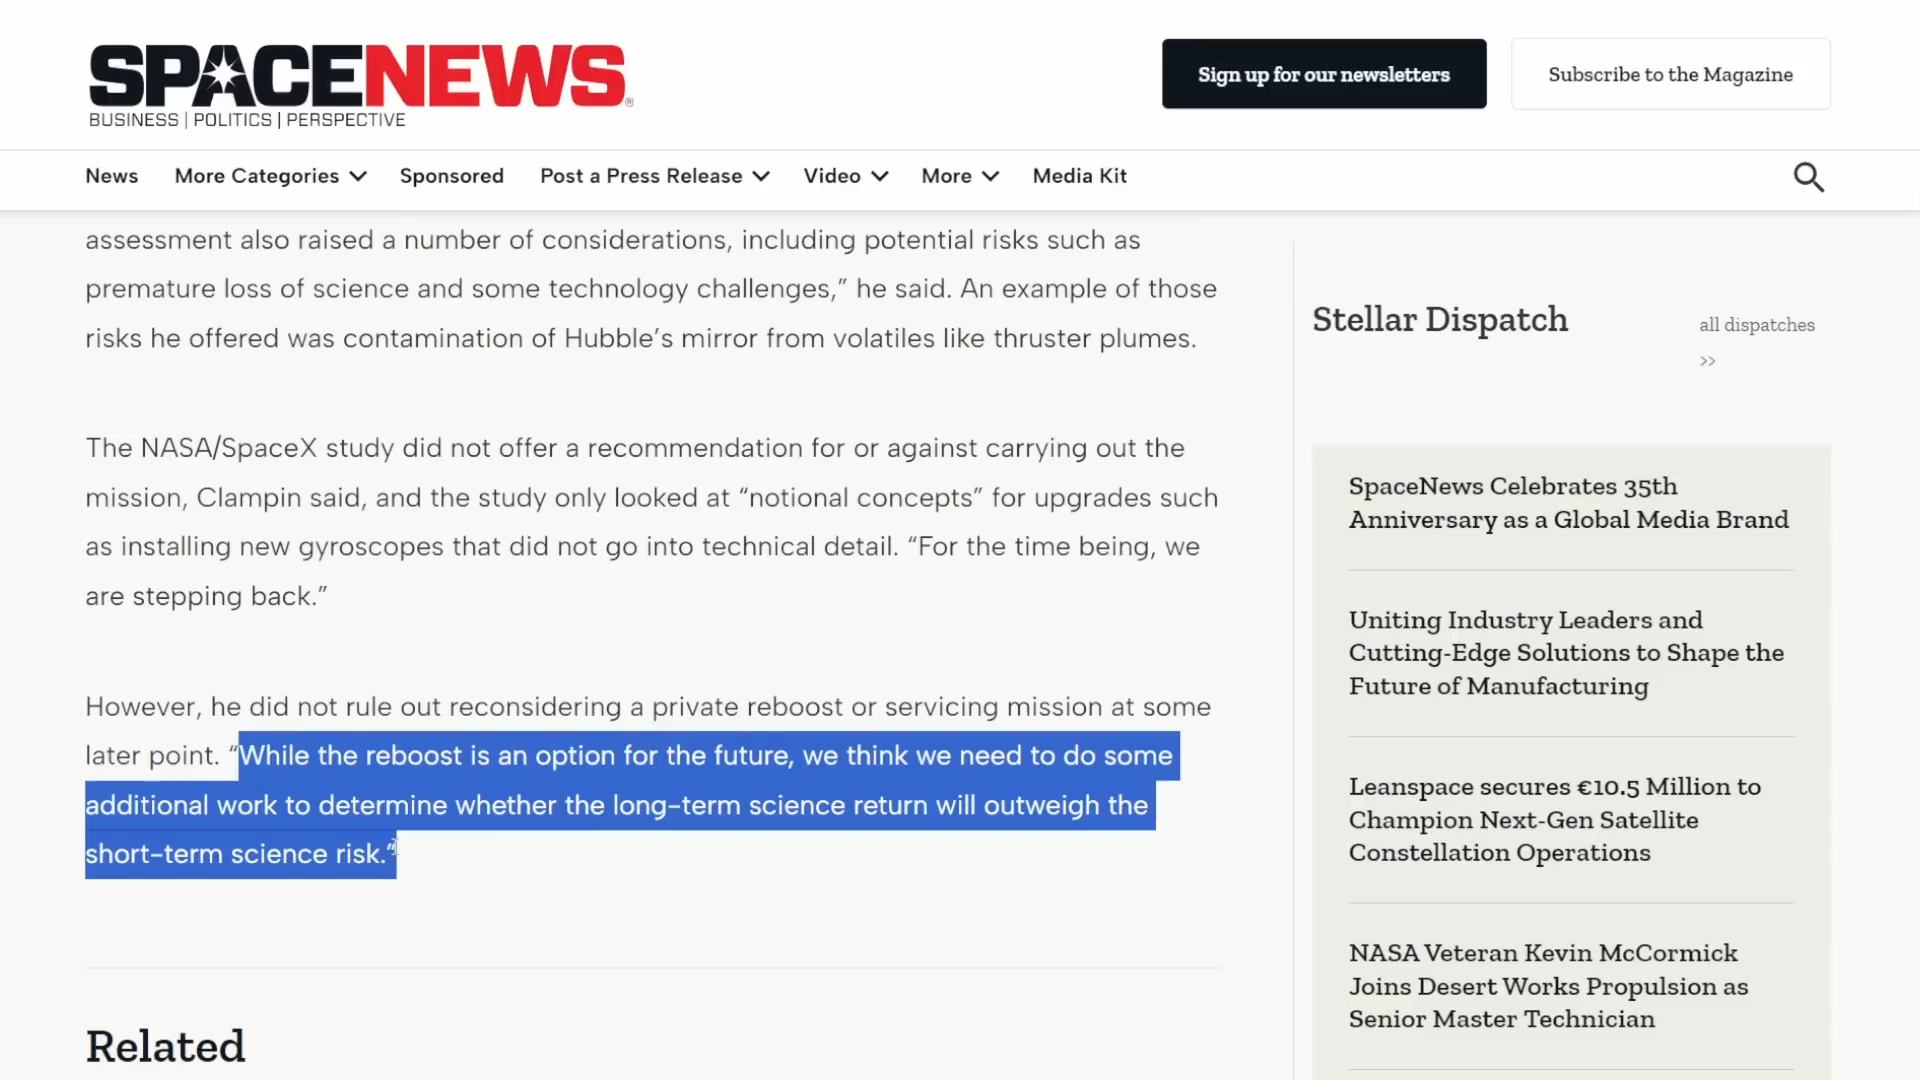 SPACENEWS®
BUSINESS | POLITICS | PERSPECTIVE
Sign up for our newsletters
Subscribe to the Magazine
News More Categories Sponsored Post a Press Release Video More Media Kit
assessment also raised a number of considerations, including potential risks such as
premature loss of science and some technology challenges,” he said. An example of those
risks he offered was contamination of Hubble’s mirror from volatiles like thruster plumes.
The NASA/SpaceX study did not offer a recommendation for or against carrying out the
mission, Clampin said, and the study only looked at “notional concepts” for upgrades such
as installing new gyroscopes that did not go into technical detail. “For the time being, we
are stepping back.”
However, he did not rule out reconsidering a private reboost or servicing mission at some
later point. “While the reboost is an option for the future, we think we need to do some
additional work to determine whether the long-term science return will outweigh the
short-term science risk.”
Related
Stellar Dispatch
all dispatches
>>
SpaceNews Celebrates 35th
Anniversary as a Global Media Brand
Uniting Industry Leaders and
Cutting-Edge Solutions to Shape the
Future of Manufacturing
Leanspace secures €10.5 Million to
Champion Next-Gen Satellite
Constellation Operations
NASA Veteran Kevin McCormick
Joins Desert Works Propulsion as
Senior Master Technician